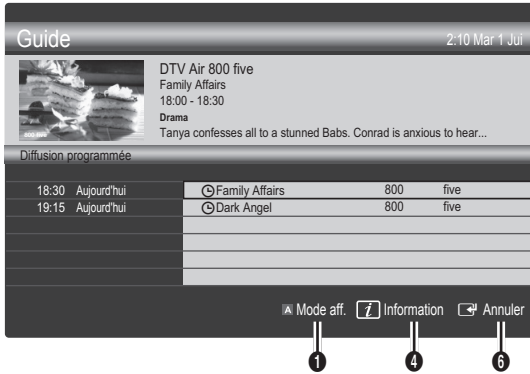 Guide 2:10 Mar 1 Jui
DTV Air 800 five
Family Affairs
18:00 - 18:30
Drama
Tanya confesses all to a stunned Babs. Conrad is anxious to hear...
800 five
Diffusion programmée
18:30 Aujourd'hui Family Affairs 800 five
19:15 Aujourd'hui Dark Angel 800 five
A Mode aff. i Information Annuler
1 4 6